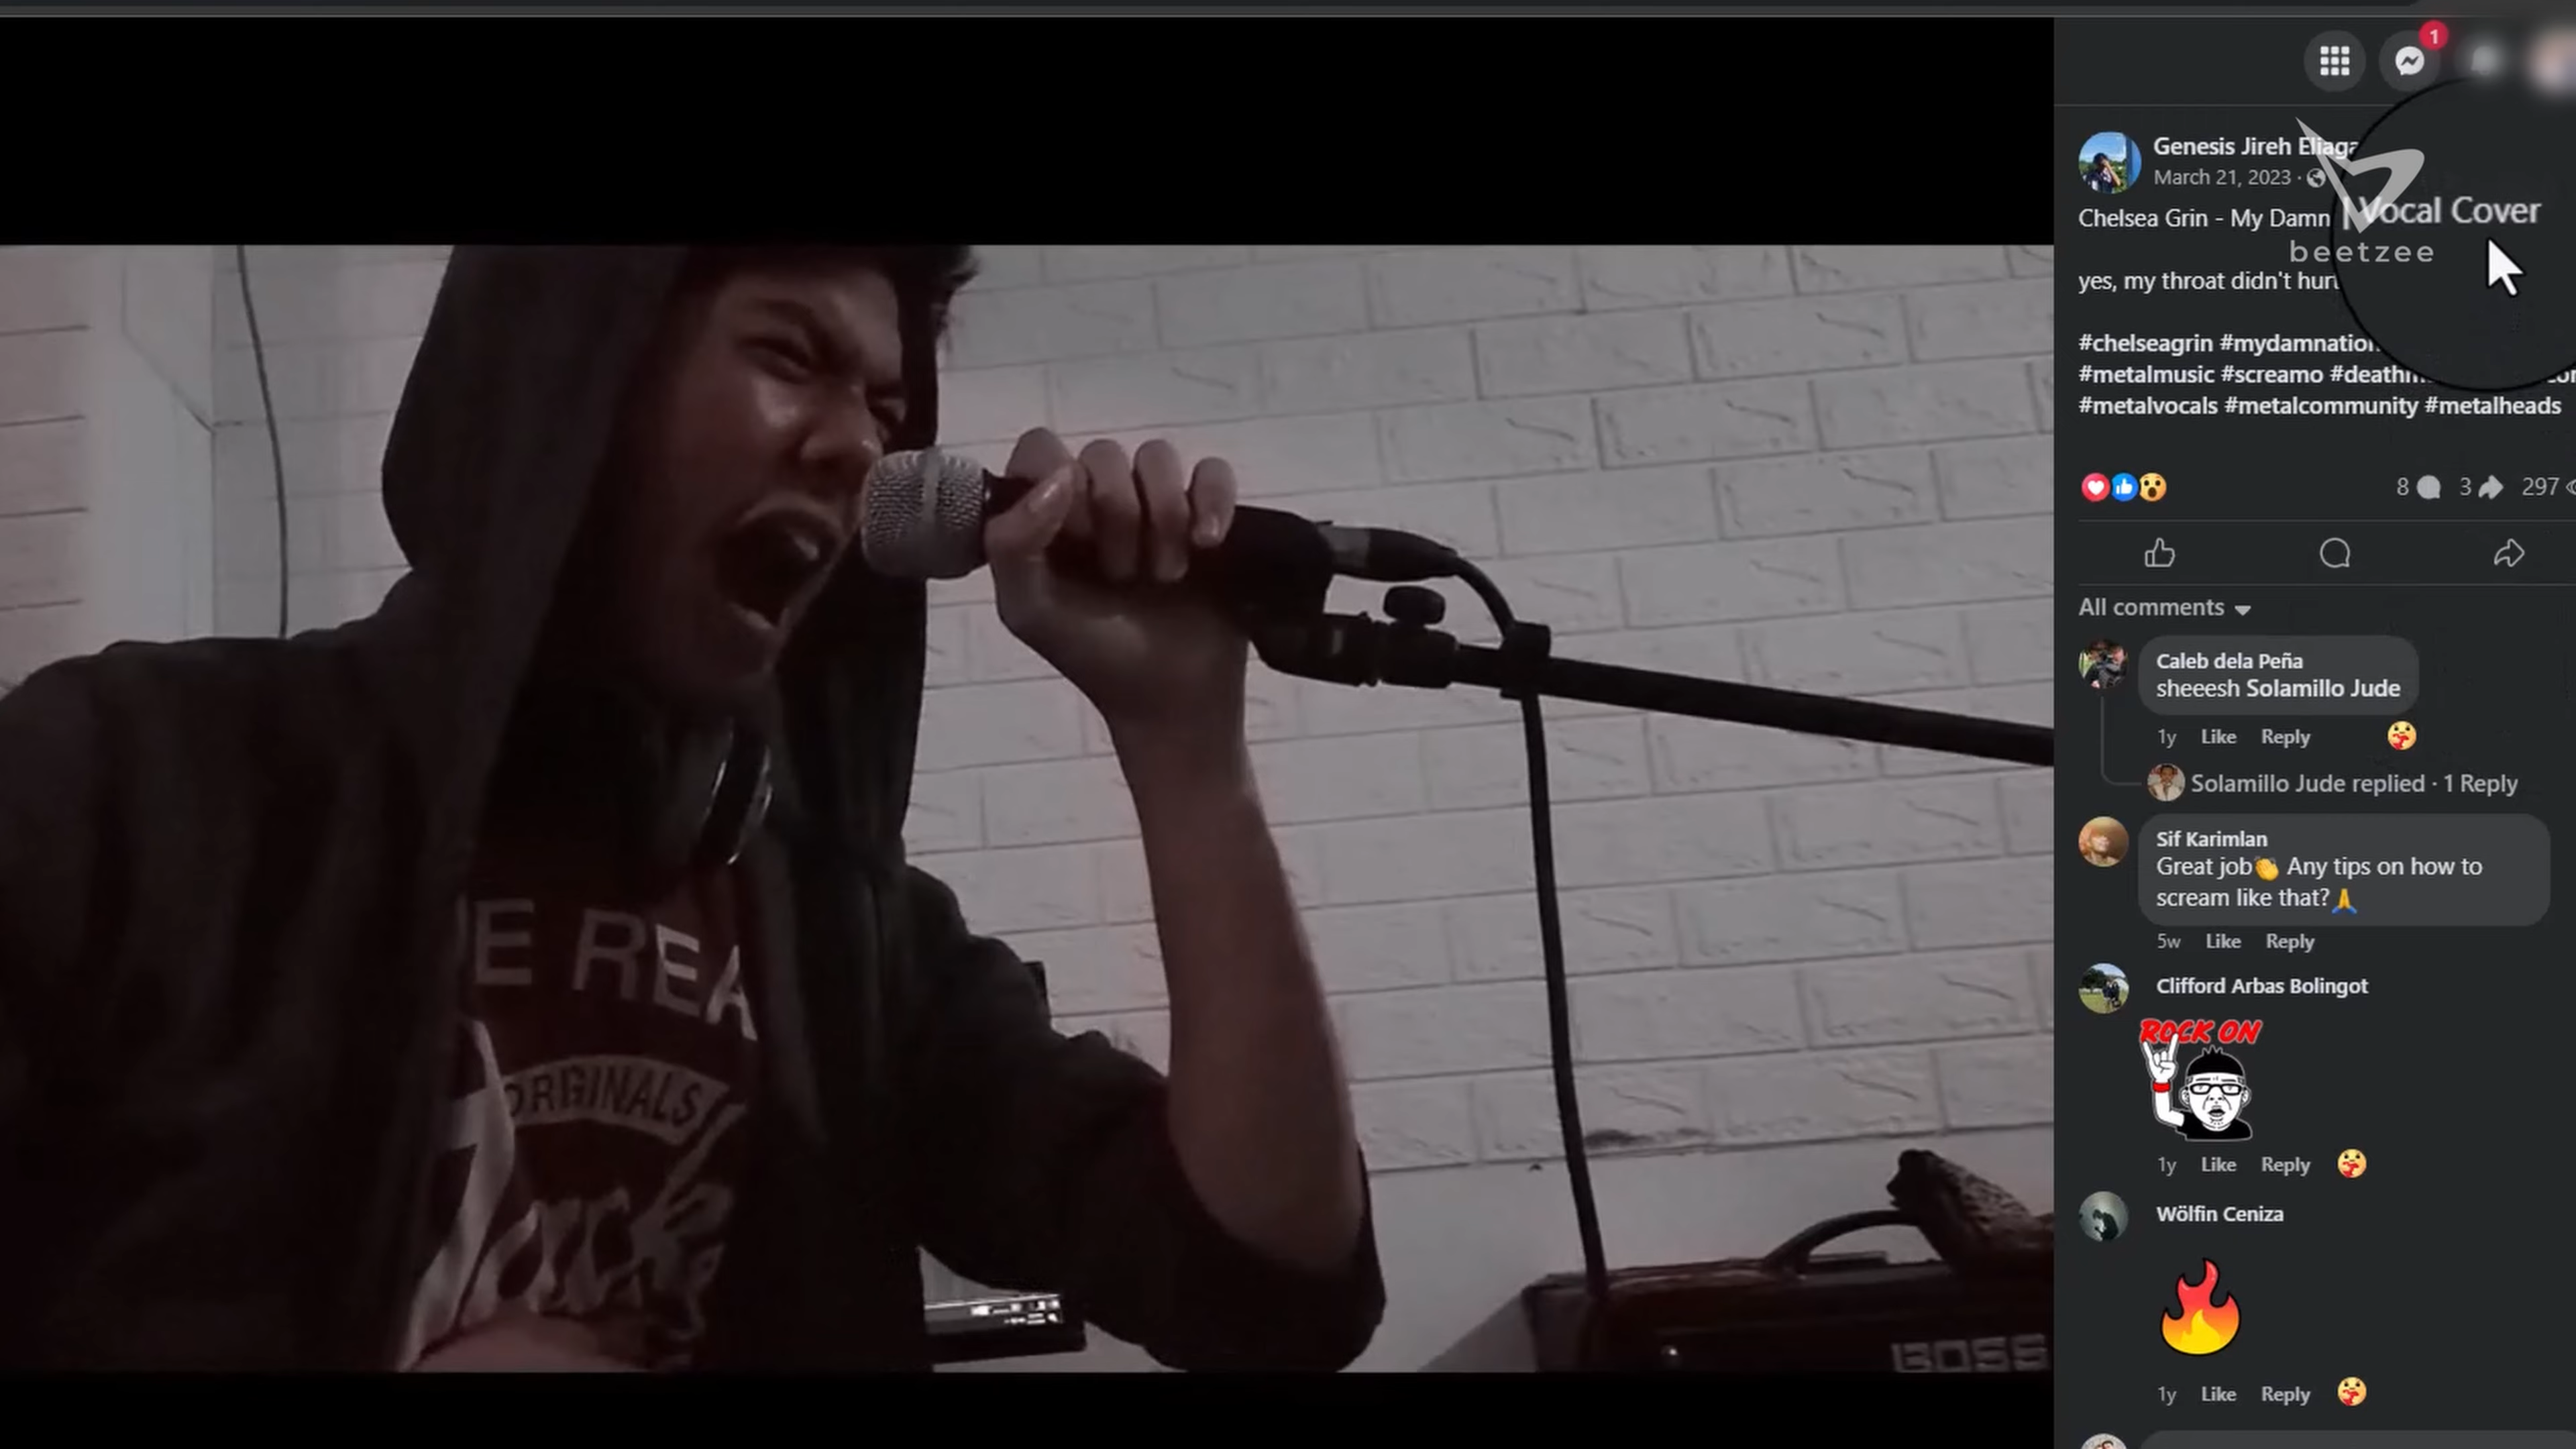 1
Genesis Jireh Eliaga
March 21, 2023 ·
Chelsea Grin - My Damn | Vocal Cover
beetzee
yes, my throat didn't hurt
#chelseagrin #mydamnation
#metalmusic #screamo
#metalvocals #metalcommunity #metalheads
8 3 297
All comments
Caleb dela Peña
sheeesh Solamillo Jude
1y Like Reply
Solamillo Jude replied · 1 Reply
Sif Karimlan
Great job👏 Any tips on how to
scream like that?🙏
5w Like Reply
Clifford Arbas Bolingot
ROCK ON
1y Like Reply
Wölfin Ceniza
1y Like Reply
E REA
ORGINALS
BOSS